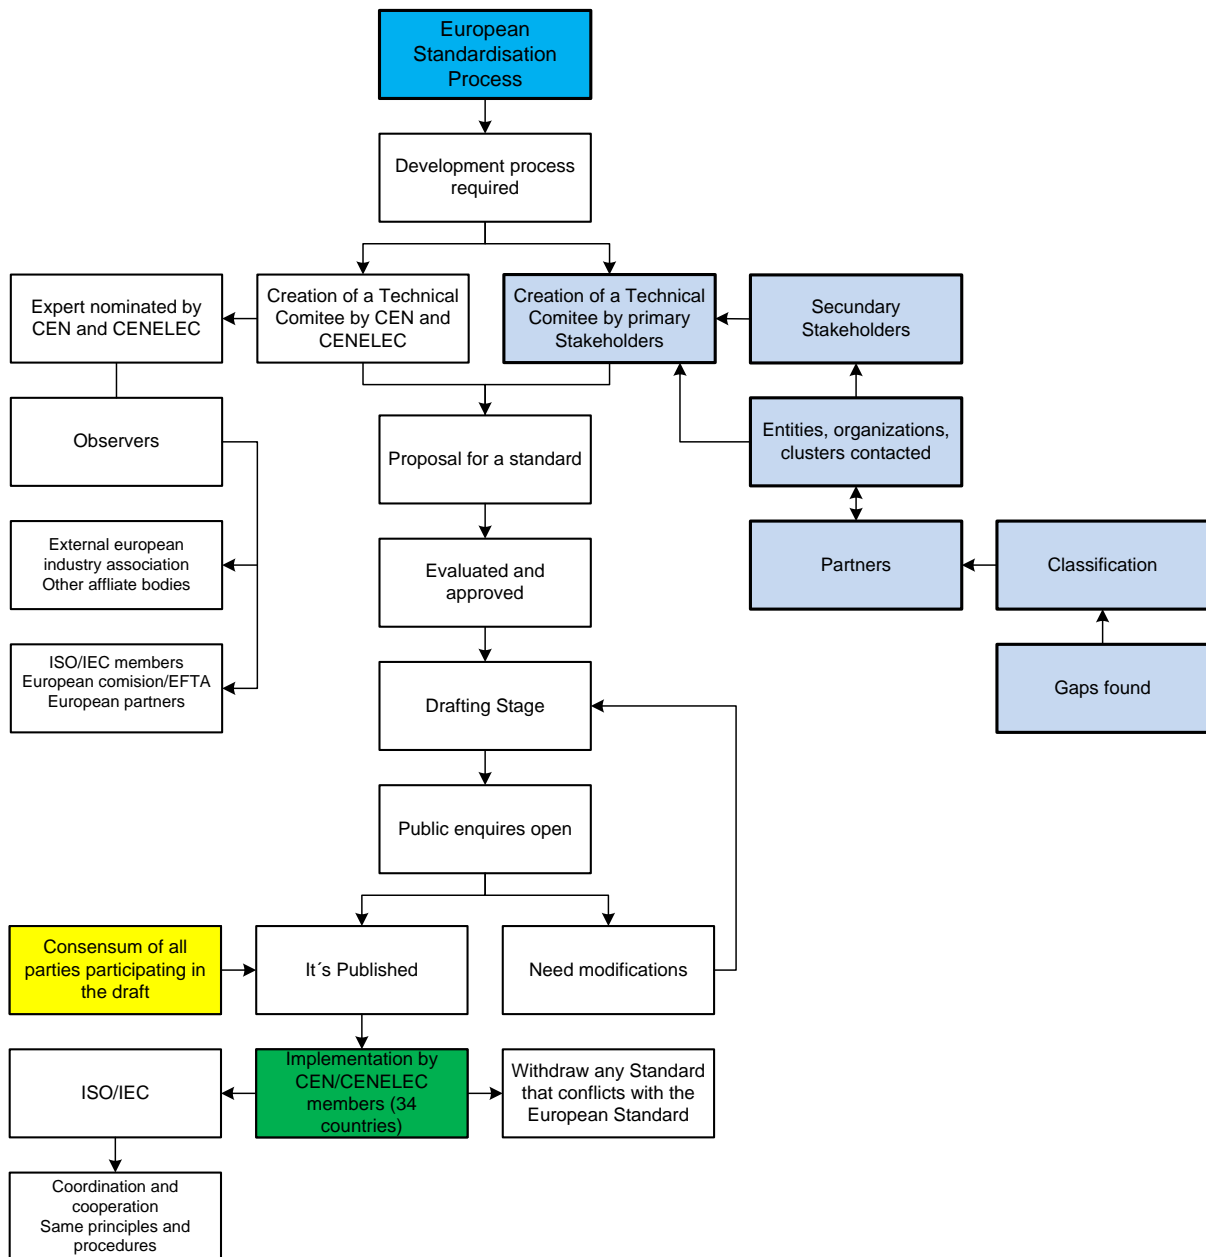 European
Standardisation
Process
Development process
required
Expert nominated by
CEN and CENELEC
Creation of a Technical
Comitee by CEN and
CENELEC
Creation of a Technical
Comitee by primary
Stakeholders
Secundary
Stakeholders
Observers
Proposal for a standard
Entities, organizations,
clusters contacted
External european
industry association
Other affliate bodies
Evaluated and
approved
Partners
Classification
ISO/IEC members
European comision/EFTA
European partners
Drafting Stage
Gaps found
Public enquires open
Consensum of all
parties participating in
the draft
It´s Published
Need modifications
ISO/IEC
Implementation by
CEN/CENELEC
members (34
countries)
Withdraw any Standard
that conflicts with the
European Standard
Coordination and
cooperation
Same principles and
procedures